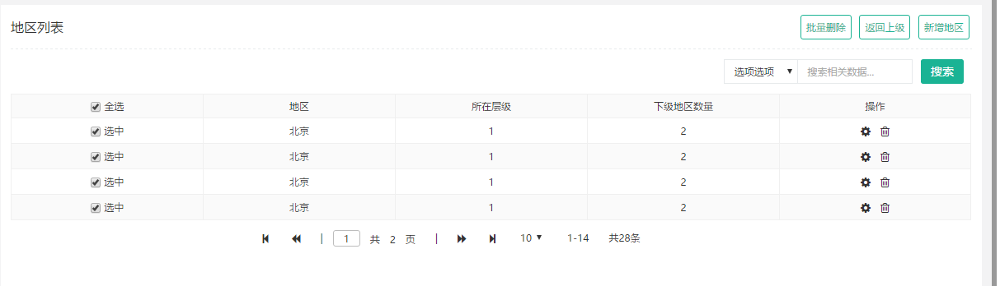 地区列表 批量删除 返回上级 新增地区
选项选项 搜索相关数据... 搜索
全选 地区 所在层级 下级地区数量 操作
选中 北京 1 2
选中 北京 1 2
选中 北京 1 2
选中 北京 1 2
1 共 2 页 10 1-14 共28条